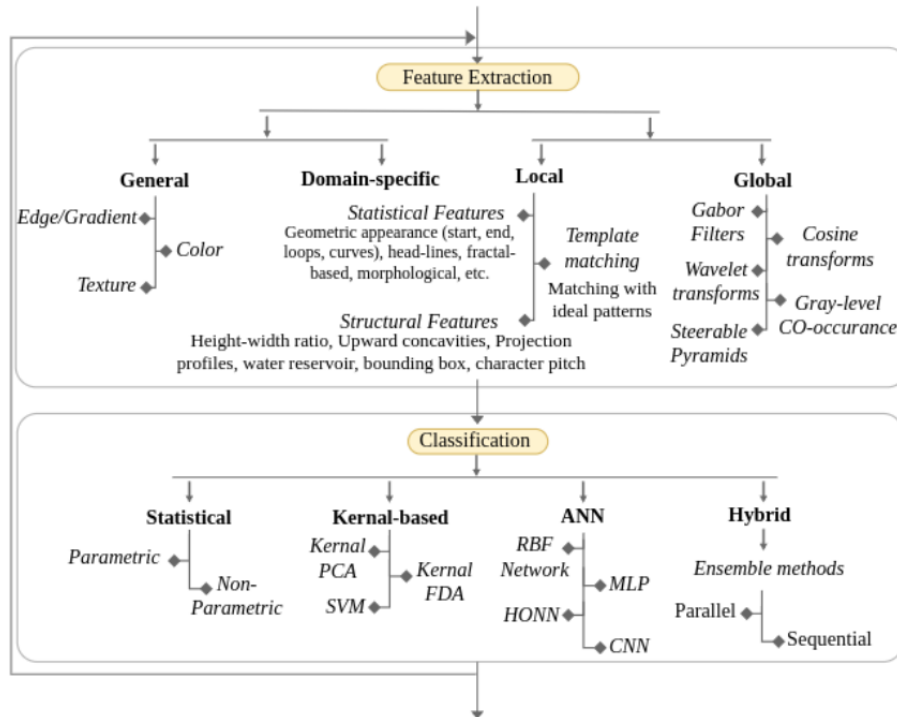 Feature Extraction
General
Domain-specific
Local
Global
Edge/Gradient
Color
Texture
Statistical Features
Geometric appearance (start, end,
loops, curves), head-lines, fractal-
based, morphological, etc.
Template
matching
Matching with
ideal patterns
Structural Features
Height-width ratio, Upward concavities, Projection
profiles, water reservoir, bounding box, character pitch
Gabor
Filters
Cosine
transforms
Wavelet
transforms
Gray-level
CO-occurance
Steerable
Pyramids
Classification
Statistical
Kernal-based
ANN
Hybrid
Parametric
Non-
Parametric
Kernal
PCA
Kernal
FDA
SVM
RBF
Network
MLP
HONN
CNN
Ensemble methods
Parallel
Sequential